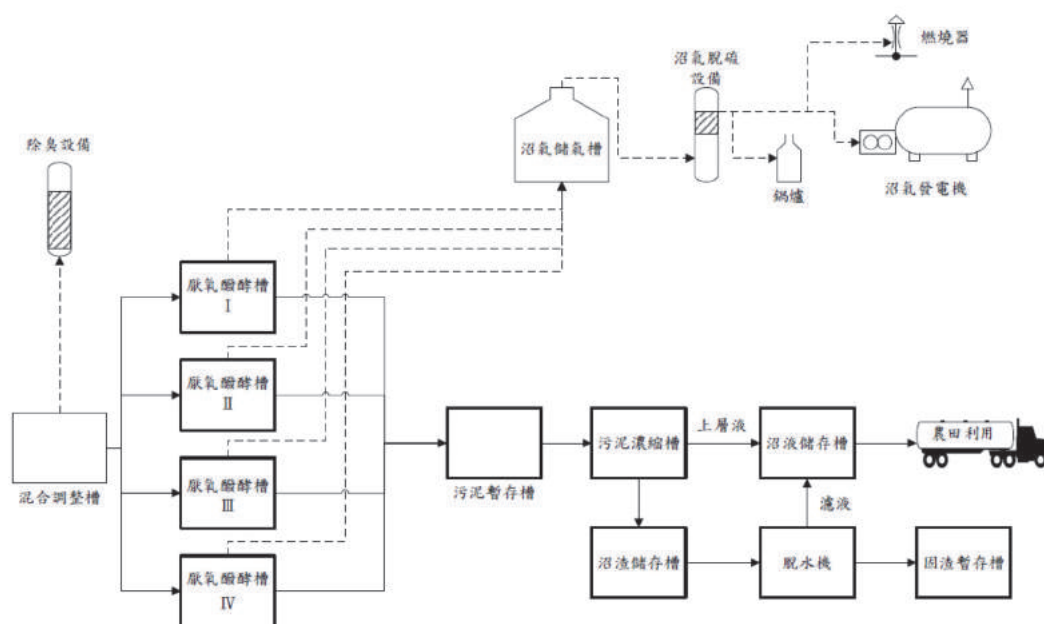 燃燒器
沼氣脫硫
設備
除臭設備
沼氣儲氣槽
鍋爐
沼氣發電機
厭氧醱酵槽
I
厭氧醱酵槽
II
厭氧醱酵槽
III
厭氧醱酵槽
IV
混合調整槽
污泥暫存槽
污泥濃縮槽
上層液
沼液儲存槽
農田利用
濾液
沼渣儲存槽
脫水機
固渣暫存槽